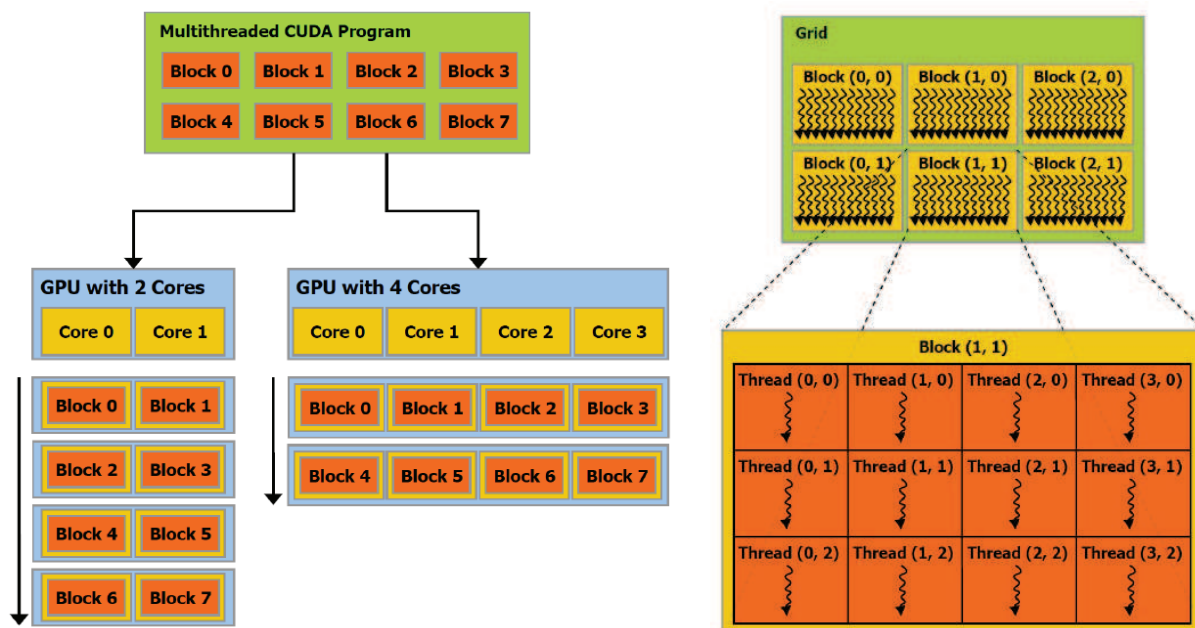 Multithreaded CUDA Program
Block 0 Block 1 Block 2 Block 3
Block 4 Block 5 Block 6 Block 7
GPU with 2 Cores
Core 0 Core 1
Block 0 Block 1
Block 2 Block 3
Block 4 Block 5
Block 6 Block 7
GPU with 4 Cores
Core 0 Core 1 Core 2 Core 3
Block 0 Block 1 Block 2 Block 3
Block 4 Block 5 Block 6 Block 7
Grid
Block (0, 0) Block (1, 0) Block (2, 0)
Block (0, 1) Block (1, 1) Block (2, 1)
Block (1, 1)
Thread (0, 0) Thread (1, 0) Thread (2, 0) Thread (3, 0)
Thread (0, 1) Thread (1, 1) Thread (2, 1) Thread (3, 1)
Thread (0, 2) Thread (1, 2) Thread (2, 2) Thread (3, 2)